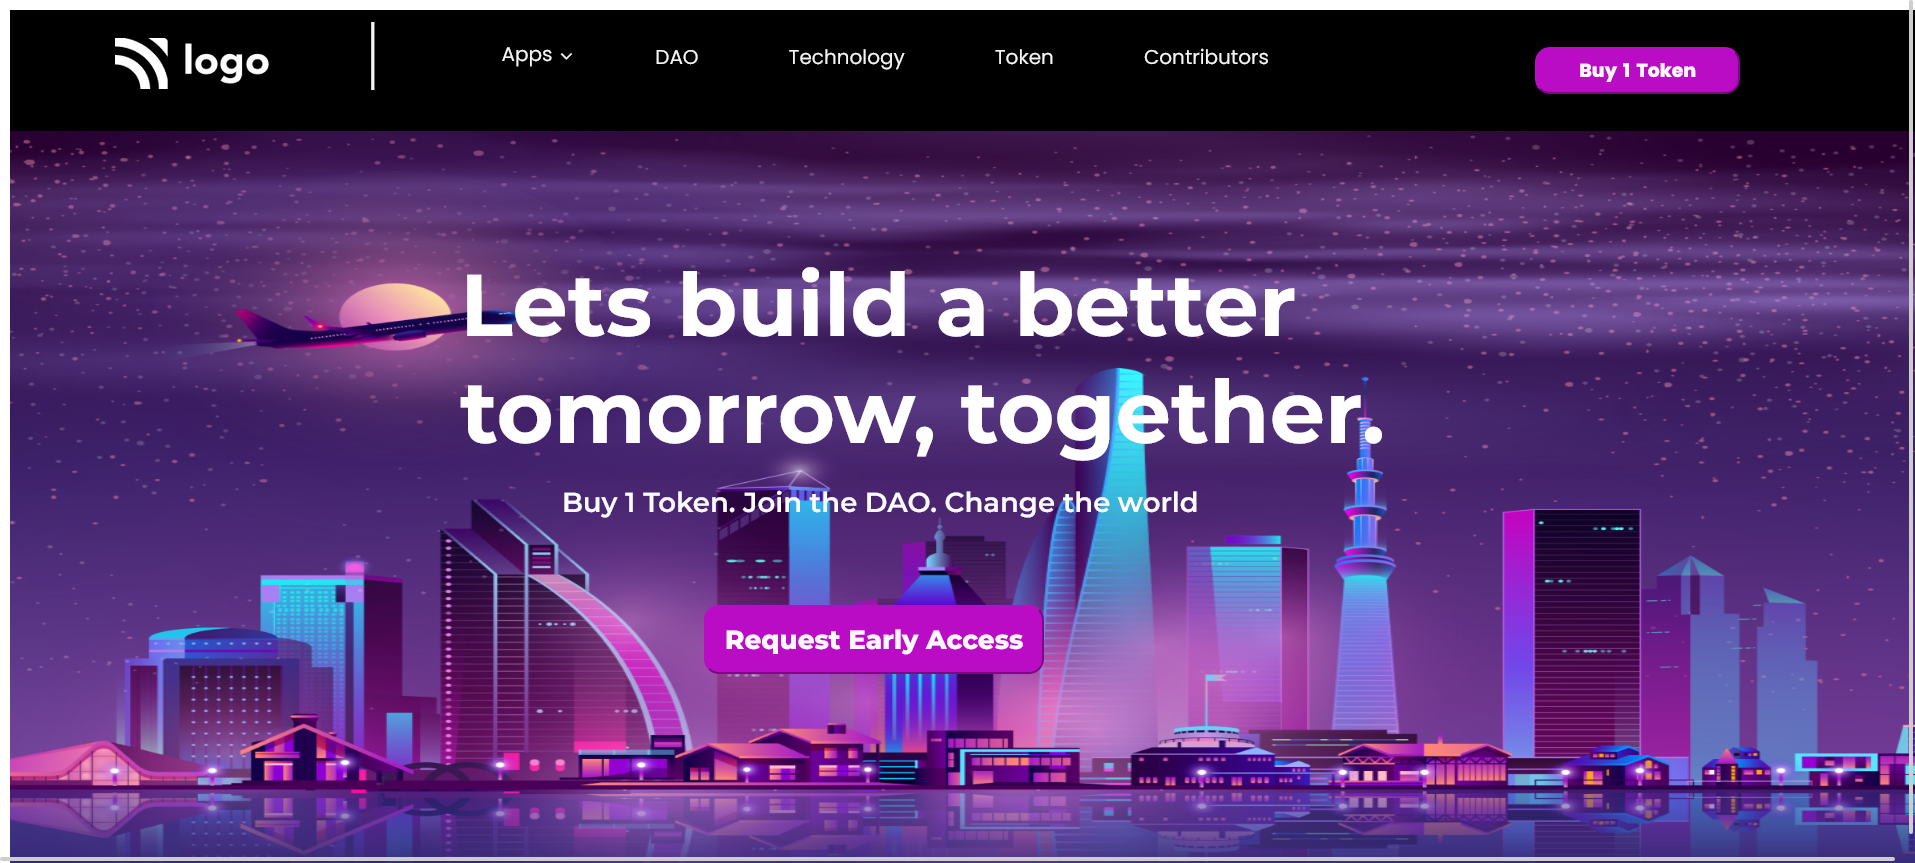 logo
Apps
DAO
Technology
Token
Contributors
Buy 1 Token
Lets build a better
tomorrow, together.
Buy 1 Token. Join the DAO. Change the world
Request Early Access